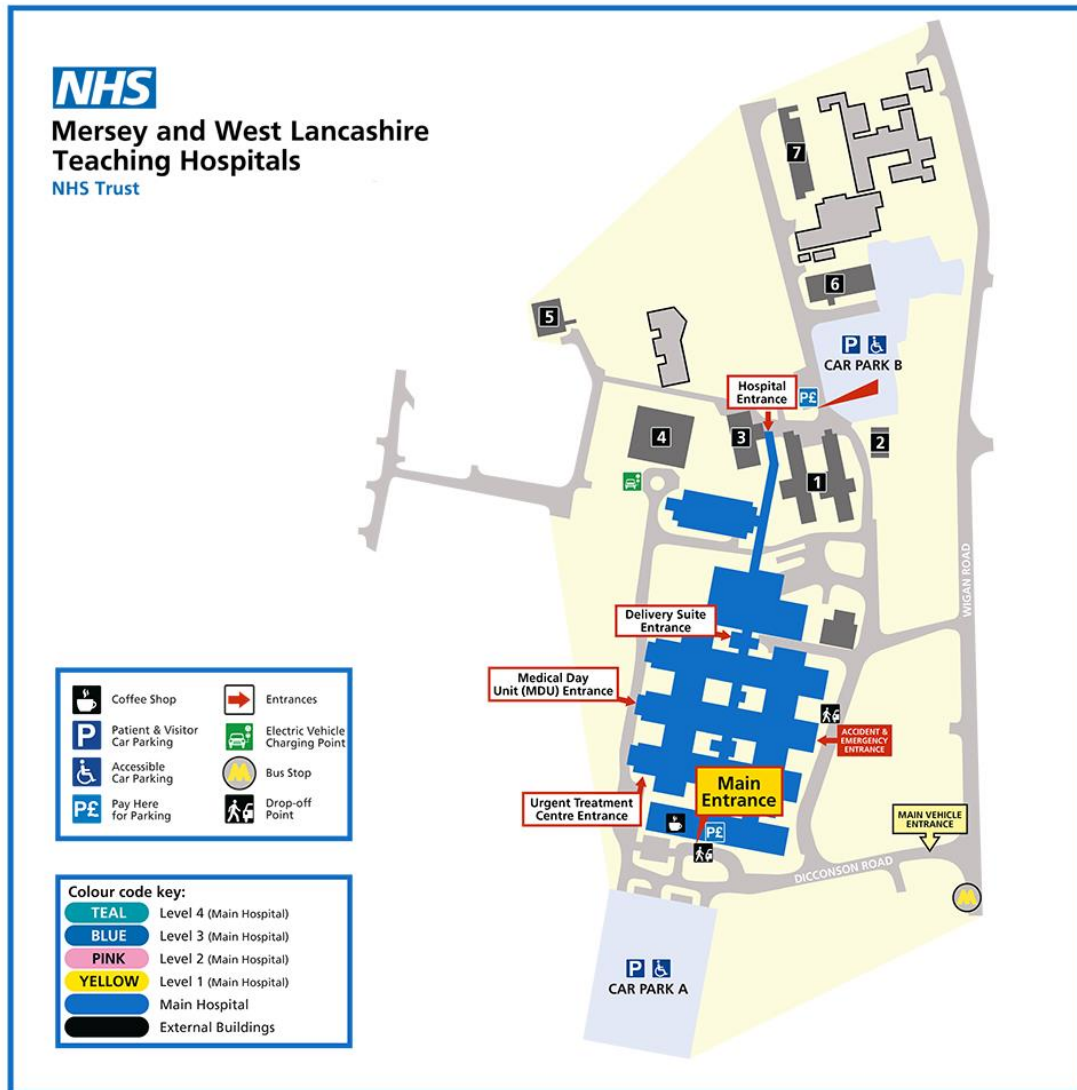 NHS
Mersey and West Lancashire
Teaching Hospitals
NHS Trust
7
6
5
P
CAR PARK B
Hospital
Entrance
P£
4
3
2
1
WIGAN ROAD
Delivery Suite
Entrance
Medical Day
Unit (MDU) Entrance
ACCIDENT &
EMERGENCY
ENTRANCE
Main
Entrance
Urgent Treatment
Centre Entrance
P£
MAIN VEHICLE
ENTRANCE
DICCONSON ROAD
M
P
CAR PARK A
Coffee Shop
Entrances
P
Patient & Visitor
Car Parking
Electric Vehicle
Charging Point
Accessible
Car Parking
M
Bus Stop
P£
Pay Here
for Parking
Drop-off
Point
Colour code key:
TEAL Level 4 (Main Hospital)
BLUE Level 3 (Main Hospital)
PINK Level 2 (Main Hospital)
YELLOW Level 1 (Main Hospital)
Main Hospital
External Buildings